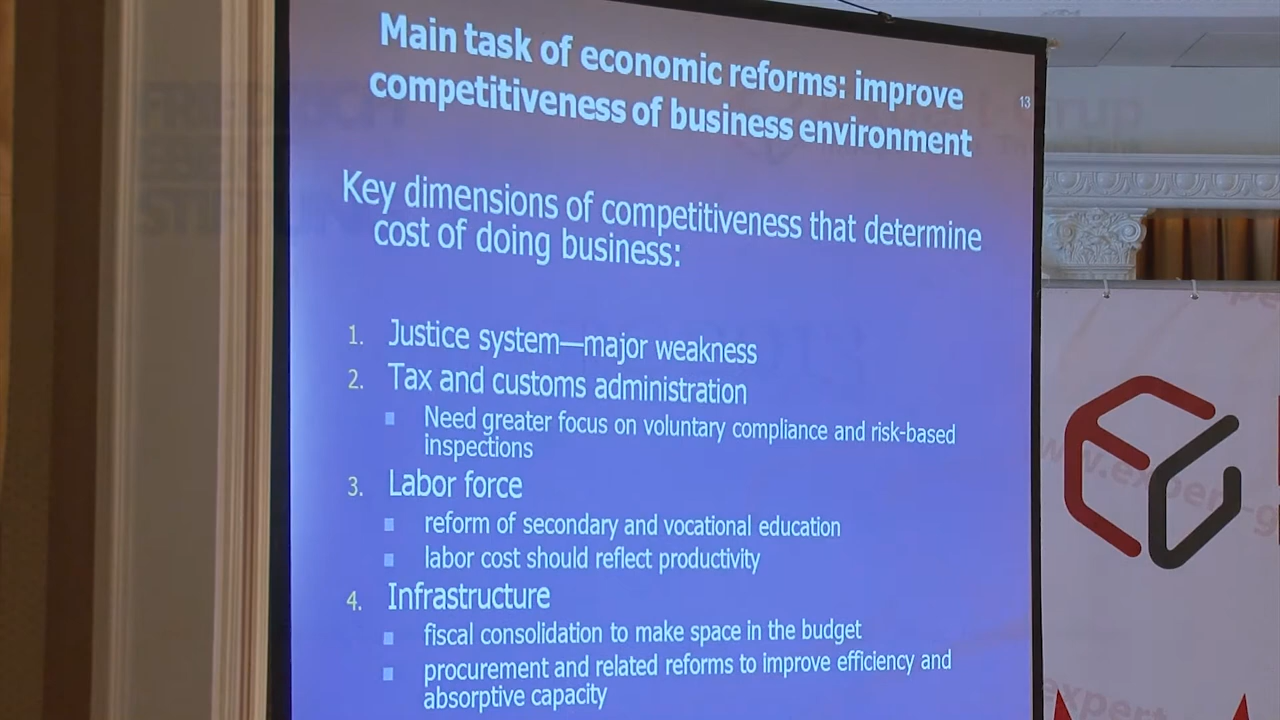 Main task of economic reforms: improve
competitiveness of business environment
13
Key dimensions of competitiveness that determine
cost of doing business:
1. Justice system—major weakness
2. Tax and customs administration
Need greater focus on voluntary compliance and risk-based
inspections
3. Labor force
reform of secondary and vocational education
labor cost should reflect productivity
4. Infrastructure
fiscal consolidation to make space in the budget
procurement and related reforms to improve efficiency and
absorptive capacity
expert